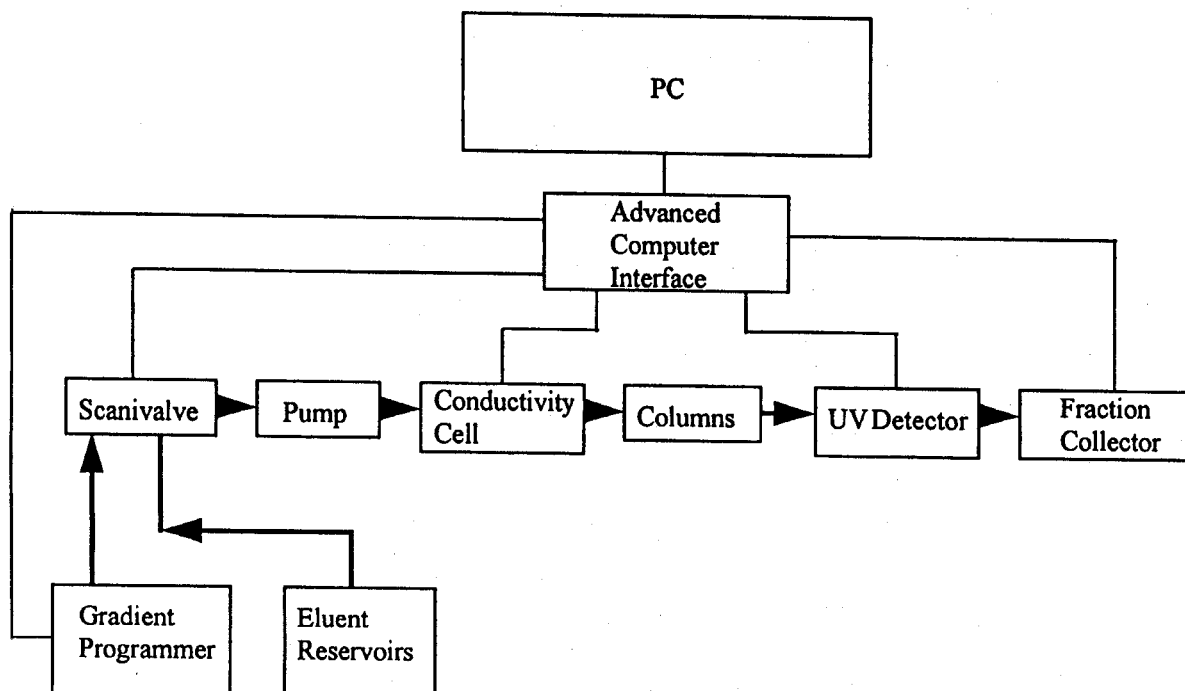 PC
Advanced
Computer
Interface
Scanivalve
Pump
Conductivity
Cell
Columns
UV Detector
Fraction
Collector
Gradient
Programmer
Eluent
Reservoirs